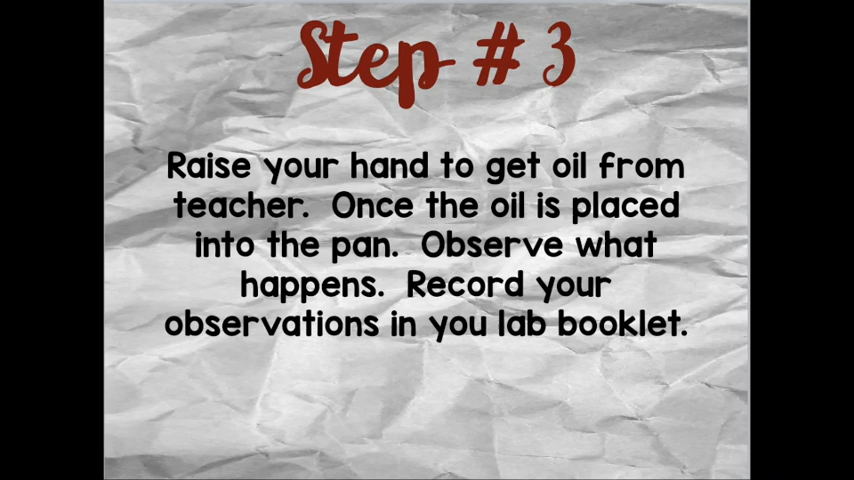 Step # 3
Raise your hand to get oil from
teacher.  Once the oil is placed
into the pan.  Observe what
happens.  Record your
observations in you lab booklet.